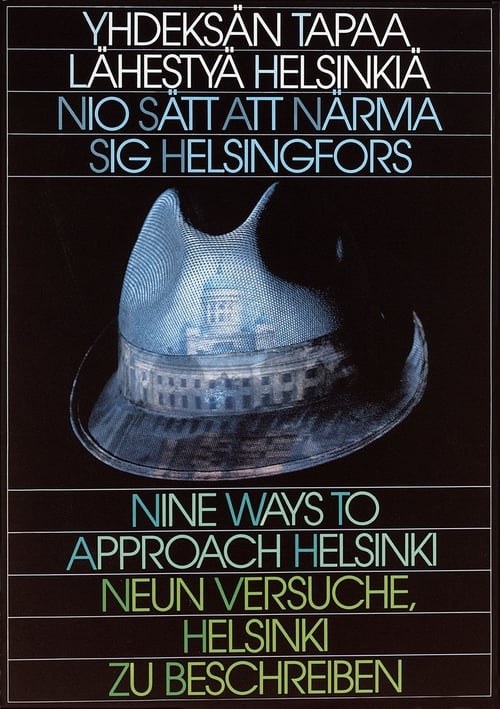 YHDEKSÄN TAPAA
LÄHESTYÄ HELSINKIÄ
NIO SÄTT ATT NÄRMA
SIG HELSINGFORS
NINE WAYS TO
APPROACH HELSINKI
NEUN VERSUCHE,
HELSINKI
ZU BESCHREIBEN